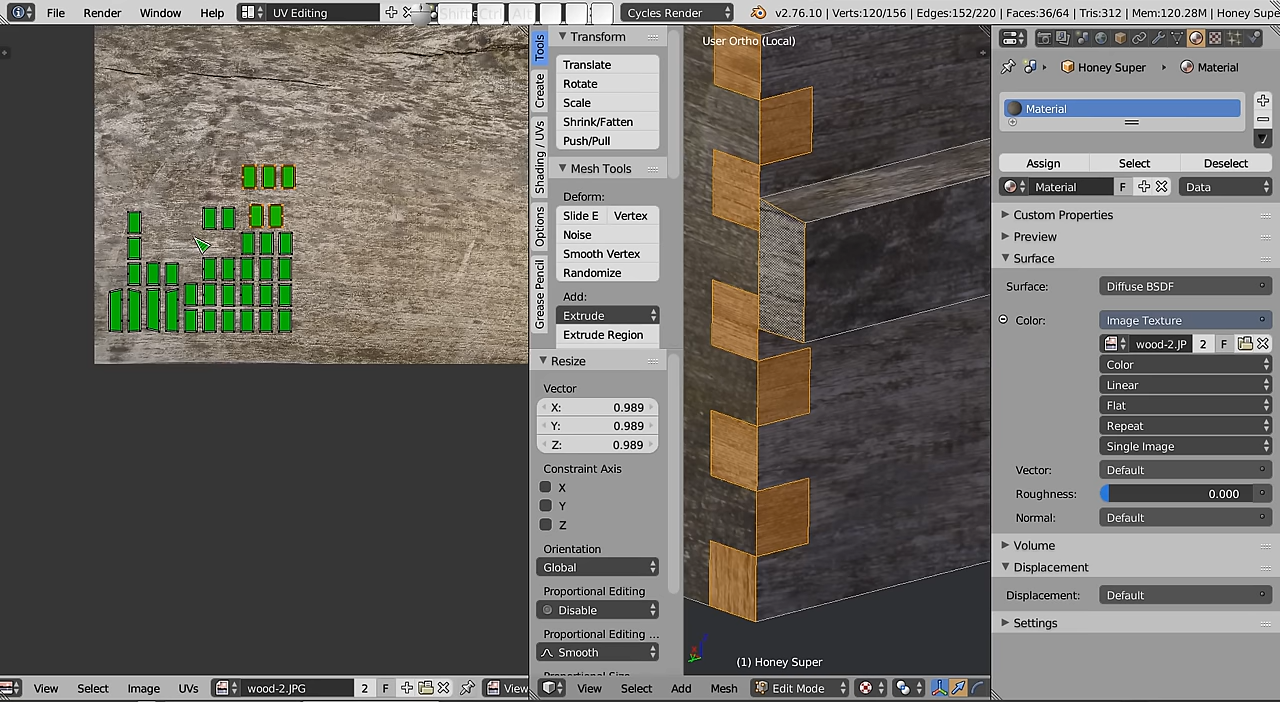 File Render Window Help UV Editing Shift Ctrl Alt Cycles Render v2.76.10 | Verts:120/156 | Edges:152/220 | Faces:36/64 | Tris:312 | Mem:220.28M | Honey Supe
Tools
Create
Shading / UVs
Options
Grease Pencil
Transform
Translate
Rotate
Scale
Shrink/Fatten
Push/Pull
Mesh Tools
Deform:
Slide E Vertex
Noise
Smooth Vertex
Randomize
Add:
Extrude
Extrude Region
Resize
Vector
X: 0.989
Y: 0.989
Z: 0.989
Constraint Axis
X
Y
Z
Orientation
Global
Proportional Editing
Disable
Proportional Editing ...
Smooth
Proportional Size
User Ortho (Local)
(1) Honey Super
Honey Super Material
Material
Assign Select Deselect
Material F Data
Custom Properties
Preview
Surface
Surface: Diffuse BSDF
Color: Image Texture
wood-2.JP 2 F
Color
Linear
Flat
Repeat
Single Image
Vector: Default
Roughness: 0.000
Normal: Default
Volume
Displacement
Displacement: Default
Settings
View Select Image UVs wood-2.JPG 2 F View
View Select Add Mesh Edit Mode